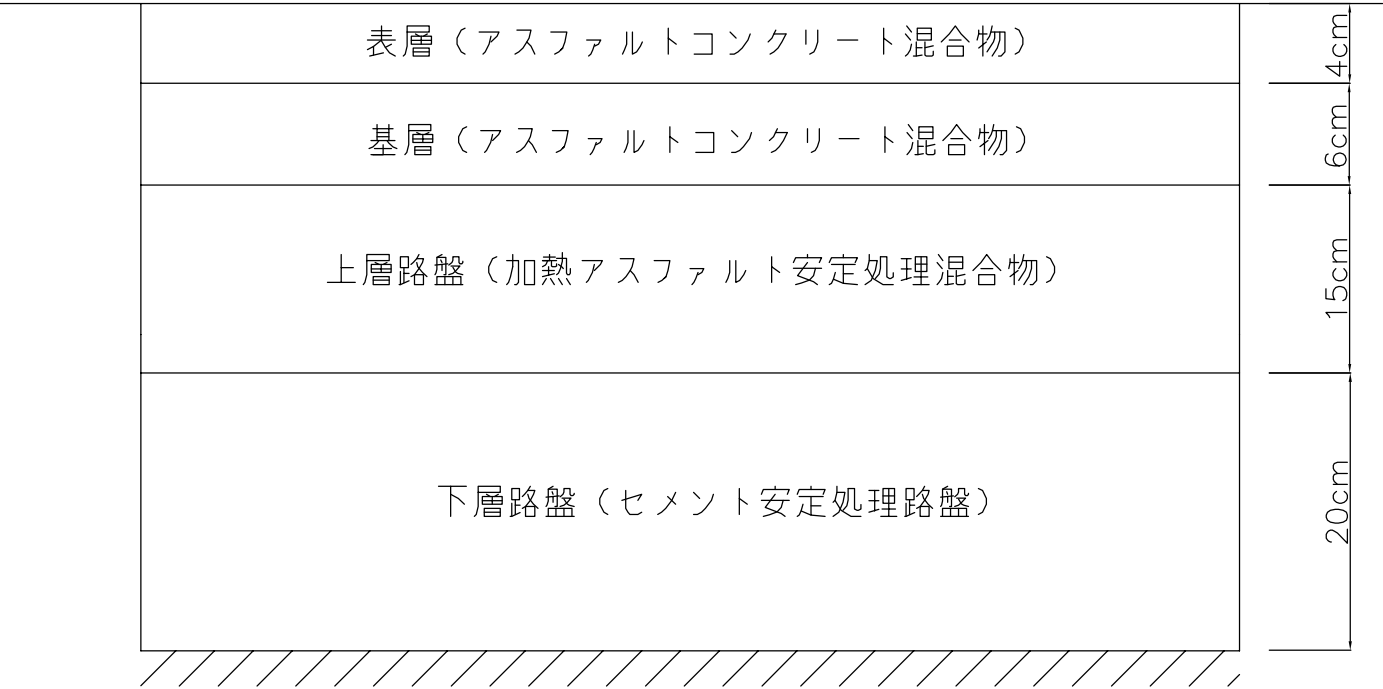 表層（アスファルトコンクリート混合物）
4cm
基層（アスファルトコンクリート混合物）
6cm
上層路盤（加熱アスファルト安定処理混合物）
15cm
下層路盤（セメント安定処理路盤）
20cm